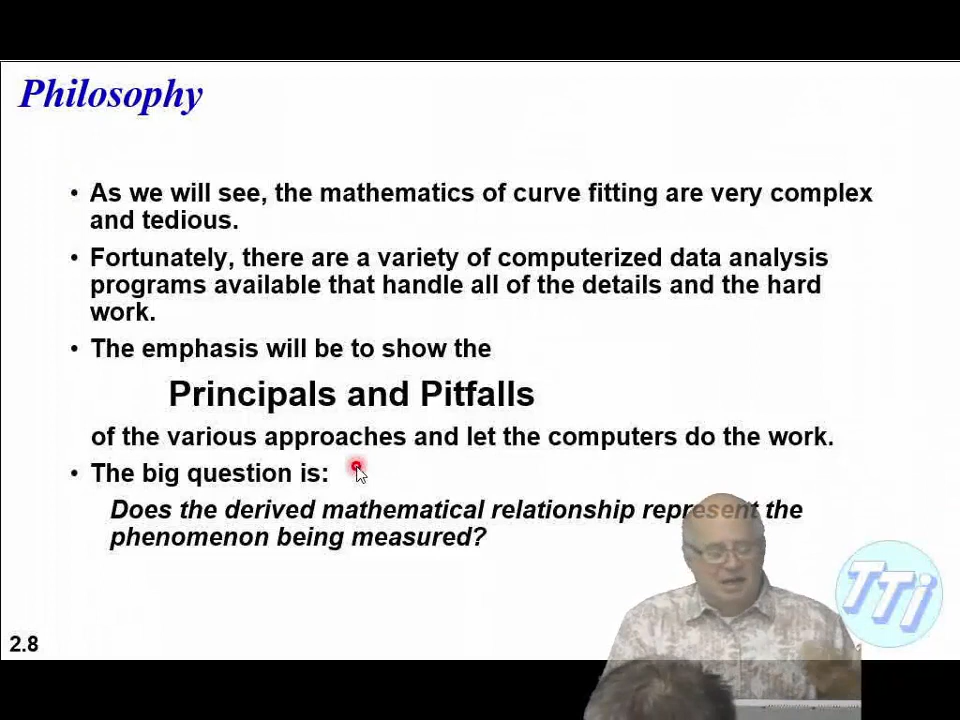 Philosophy
• As we will see, the mathematics of curve fitting are very complex
and tedious.
• Fortunately, there are a variety of computerized data analysis
programs available that handle all of the details and the hard
work.
• The emphasis will be to show the
Principals and Pitfalls
of the various approaches and let the computers do the work.
• The big question is:
Does the derived mathematical relationship represent the
phenomenon being measured?
TTi
2.8